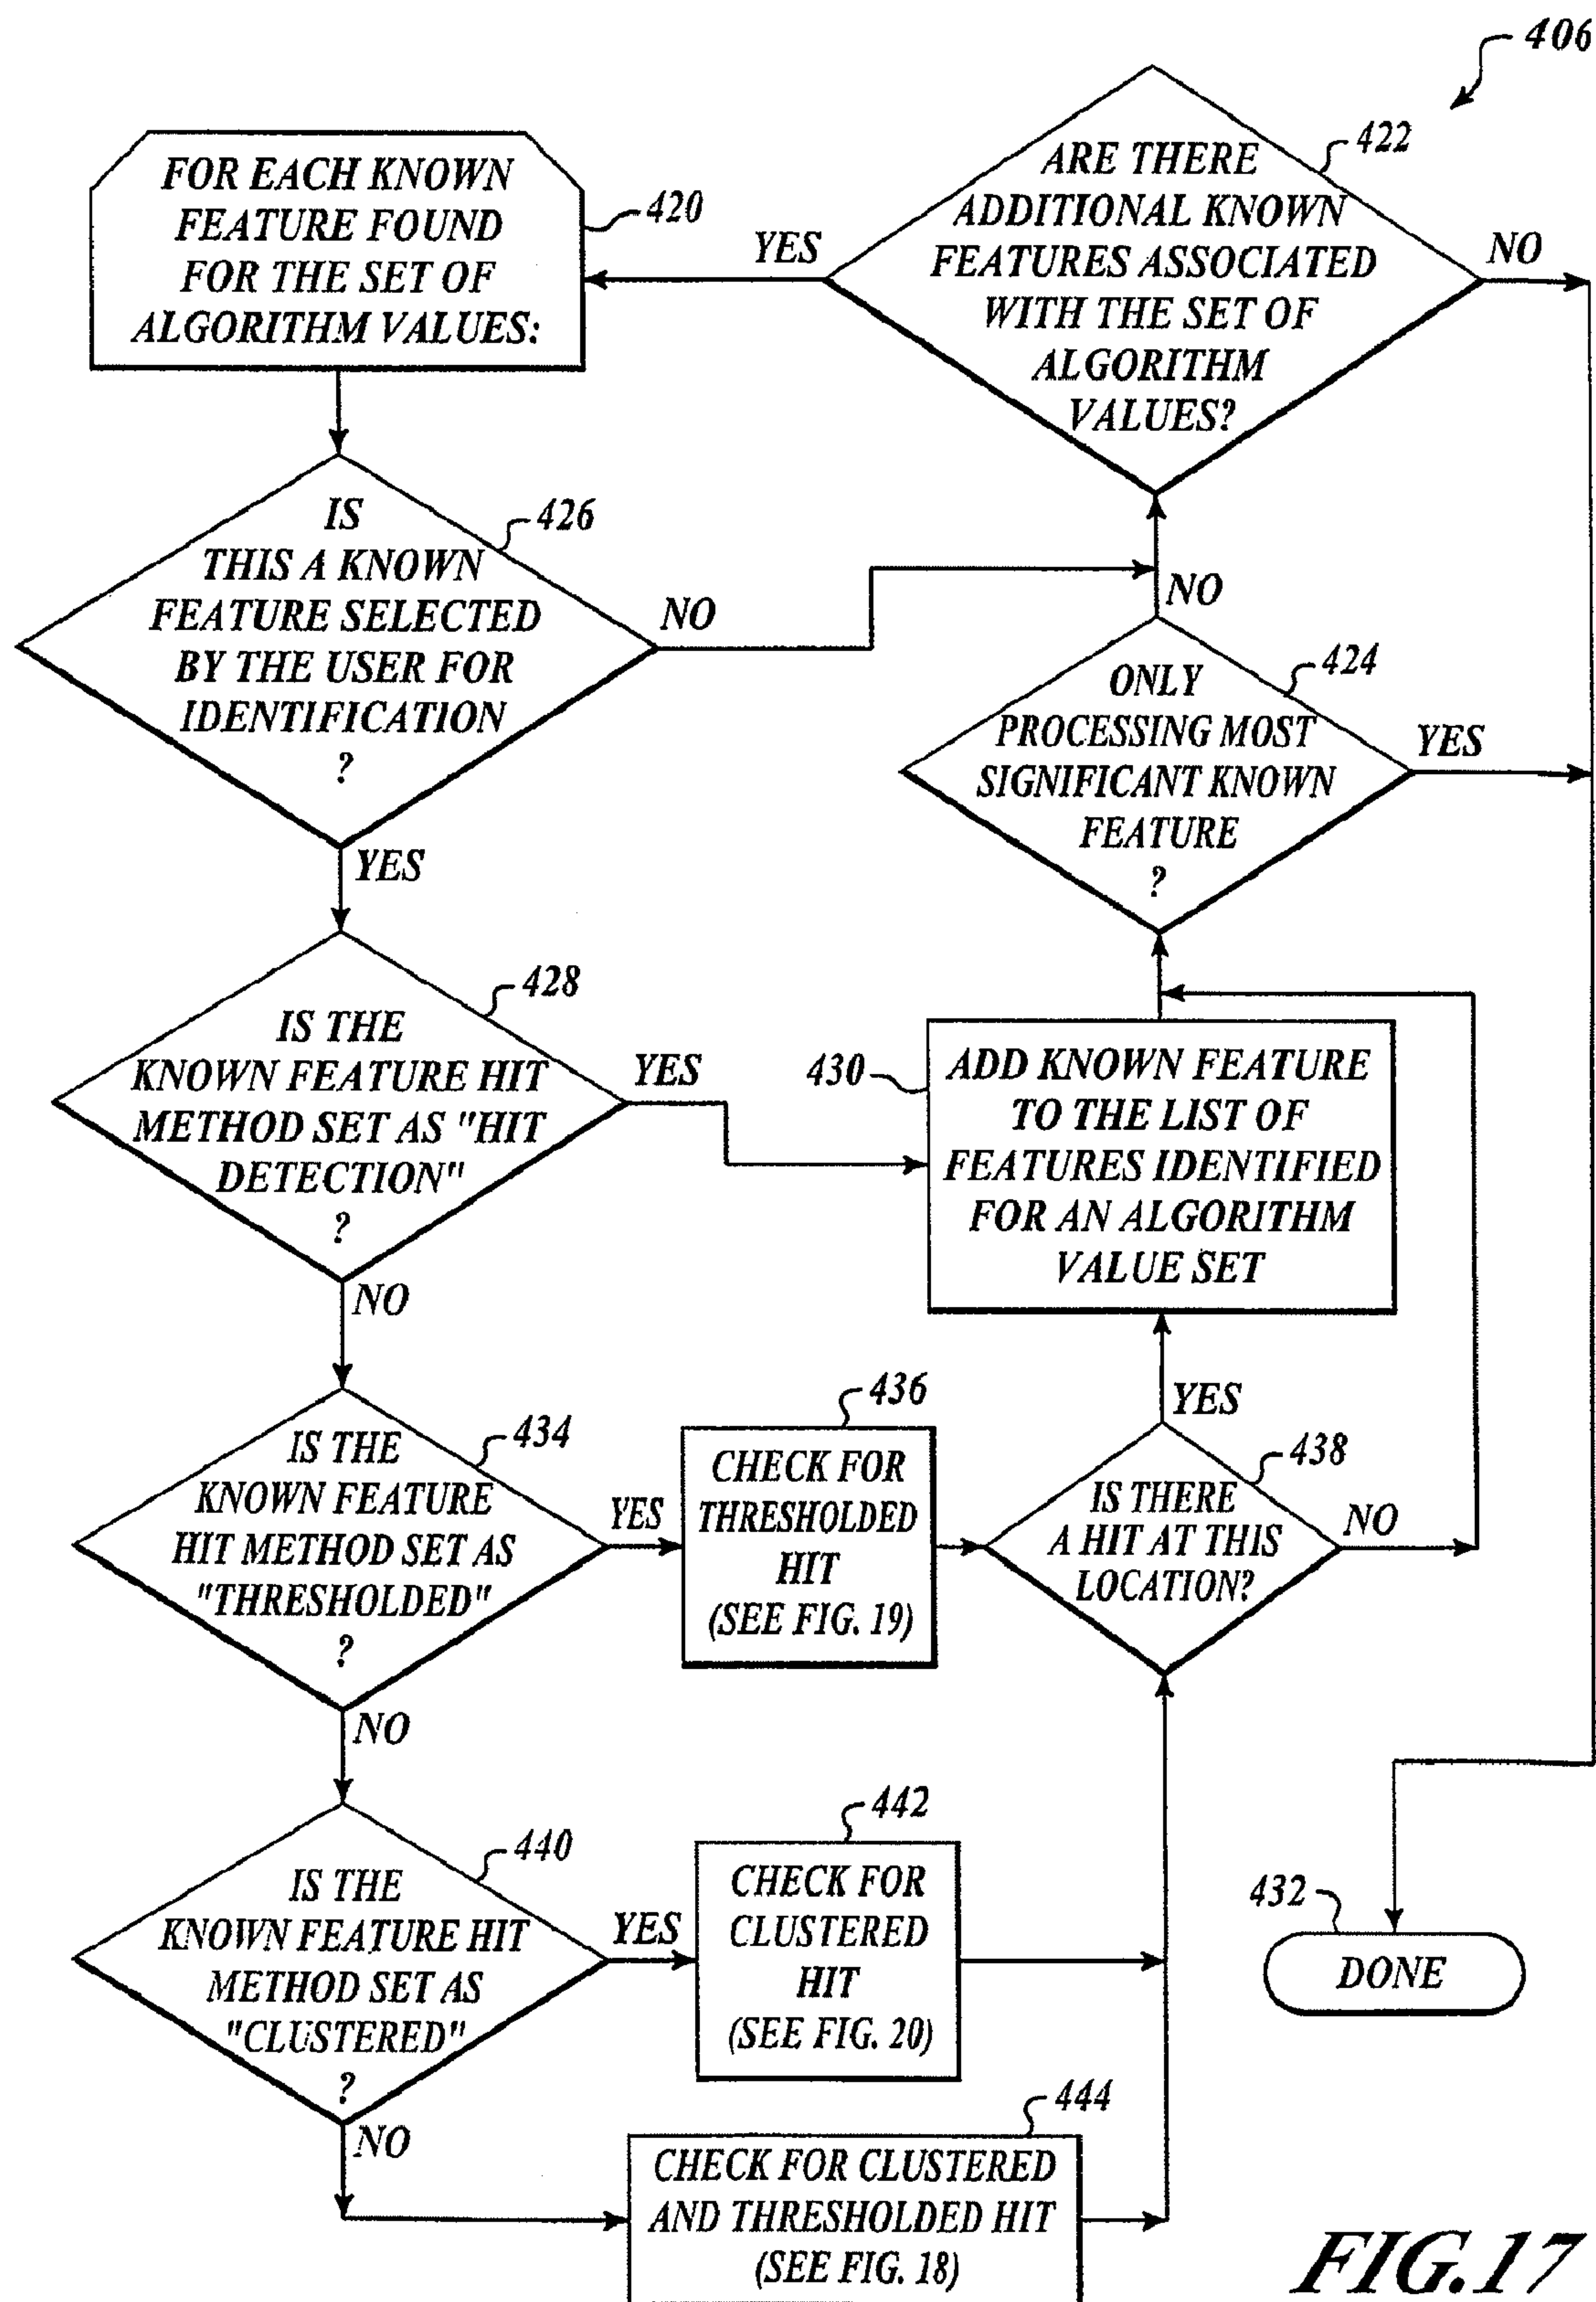 406
FOR EACH KNOWN
FEATURE FOUND
FOR THE SET OF
ALGORITHM VALUES:
420
ARE THERE
ADDITIONAL KNOWN
FEATURES ASSOCIATED
WITH THE SET OF
ALGORITHM
VALUES?
422
YES
NO
IS
THIS A KNOWN
FEATURE SELECTED
BY THE USER FOR
IDENTIFICATION
?
426
NO
YES
NO
ONLY
PROCESSING MOST
SIGNIFICANT KNOWN
FEATURE
?
424
YES
IS THE
KNOWN FEATURE HIT
METHOD SET AS "HIT
DETECTION"
?
428
YES
NO
430
ADD KNOWN FEATURE
TO THE LIST OF
FEATURES IDENTIFIED
FOR AN ALGORITHM
VALUE SET
IS THE
KNOWN FEATURE
HIT METHOD SET AS
"THRESHOLDED"
?
434
YES
NO
436
CHECK FOR
THRESHOLDED
HIT
(SEE FIG. 19)
YES
438
IS THERE
A HIT AT THIS
LOCATION?
NO
IS THE
KNOWN FEATURE HIT
METHOD SET AS
"CLUSTERED"
?
440
YES
NO
442
CHECK FOR
CLUSTERED
HIT
(SEE FIG. 20)
432
DONE
444
CHECK FOR CLUSTERED
AND THRESHOLDED HIT
(SEE FIG. 18)
FIG.17